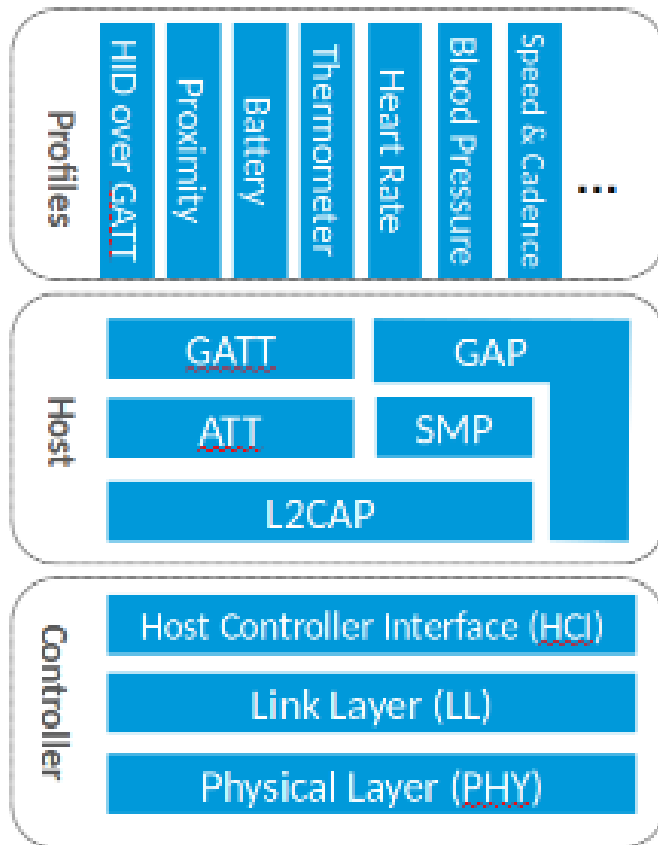 Profiles
HID over GATT
Proximity
Battery
Thermometer
Heart Rate
Blood Pressure
Speed & Cadence
...
Host
GATT
GAP
ATT
SMP
L2CAP
Controller
Host Controller Interface (HCI)
Link Layer (LL)
Physical Layer (PHY)